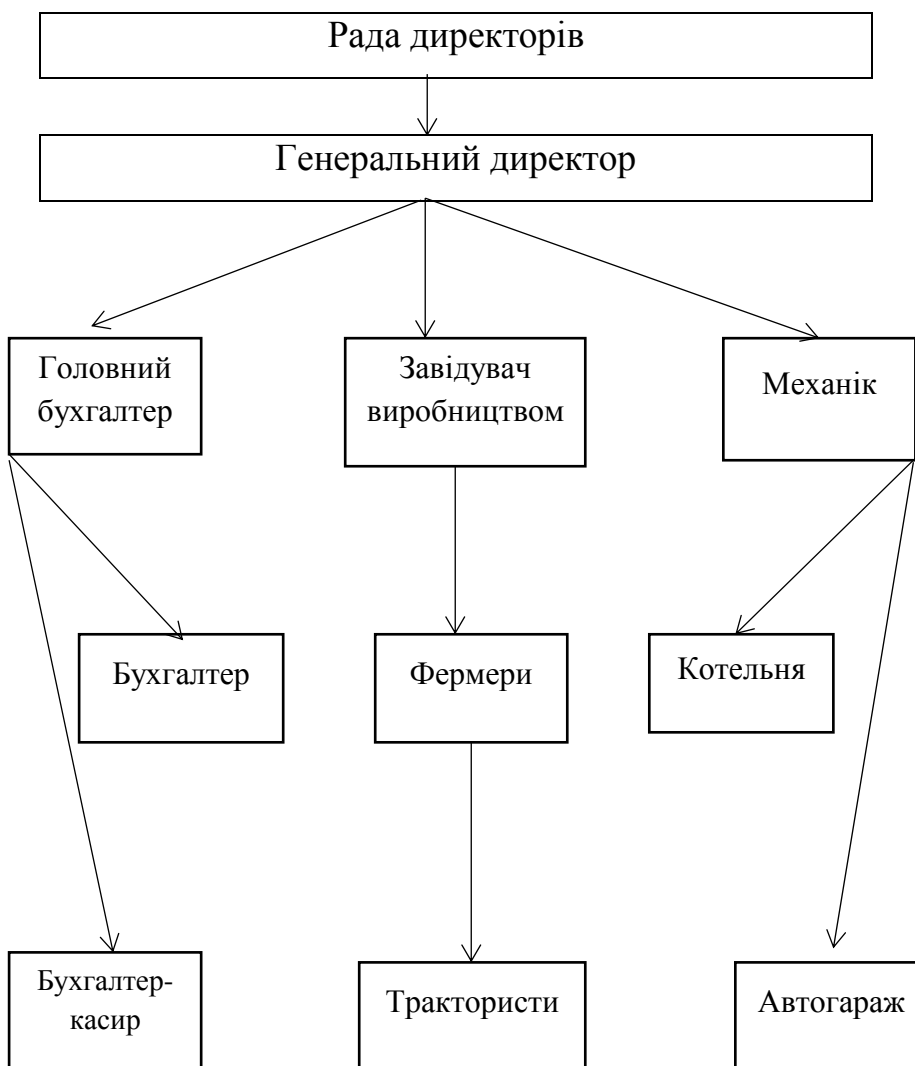 Рада директорів
Генеральний директор
Головний
бухгалтер
Завідувач
виробництвом
Механік
Бухгалтер
Фермери
Котельня
Бухгалтер-
касир
Трактористи
Автогараж